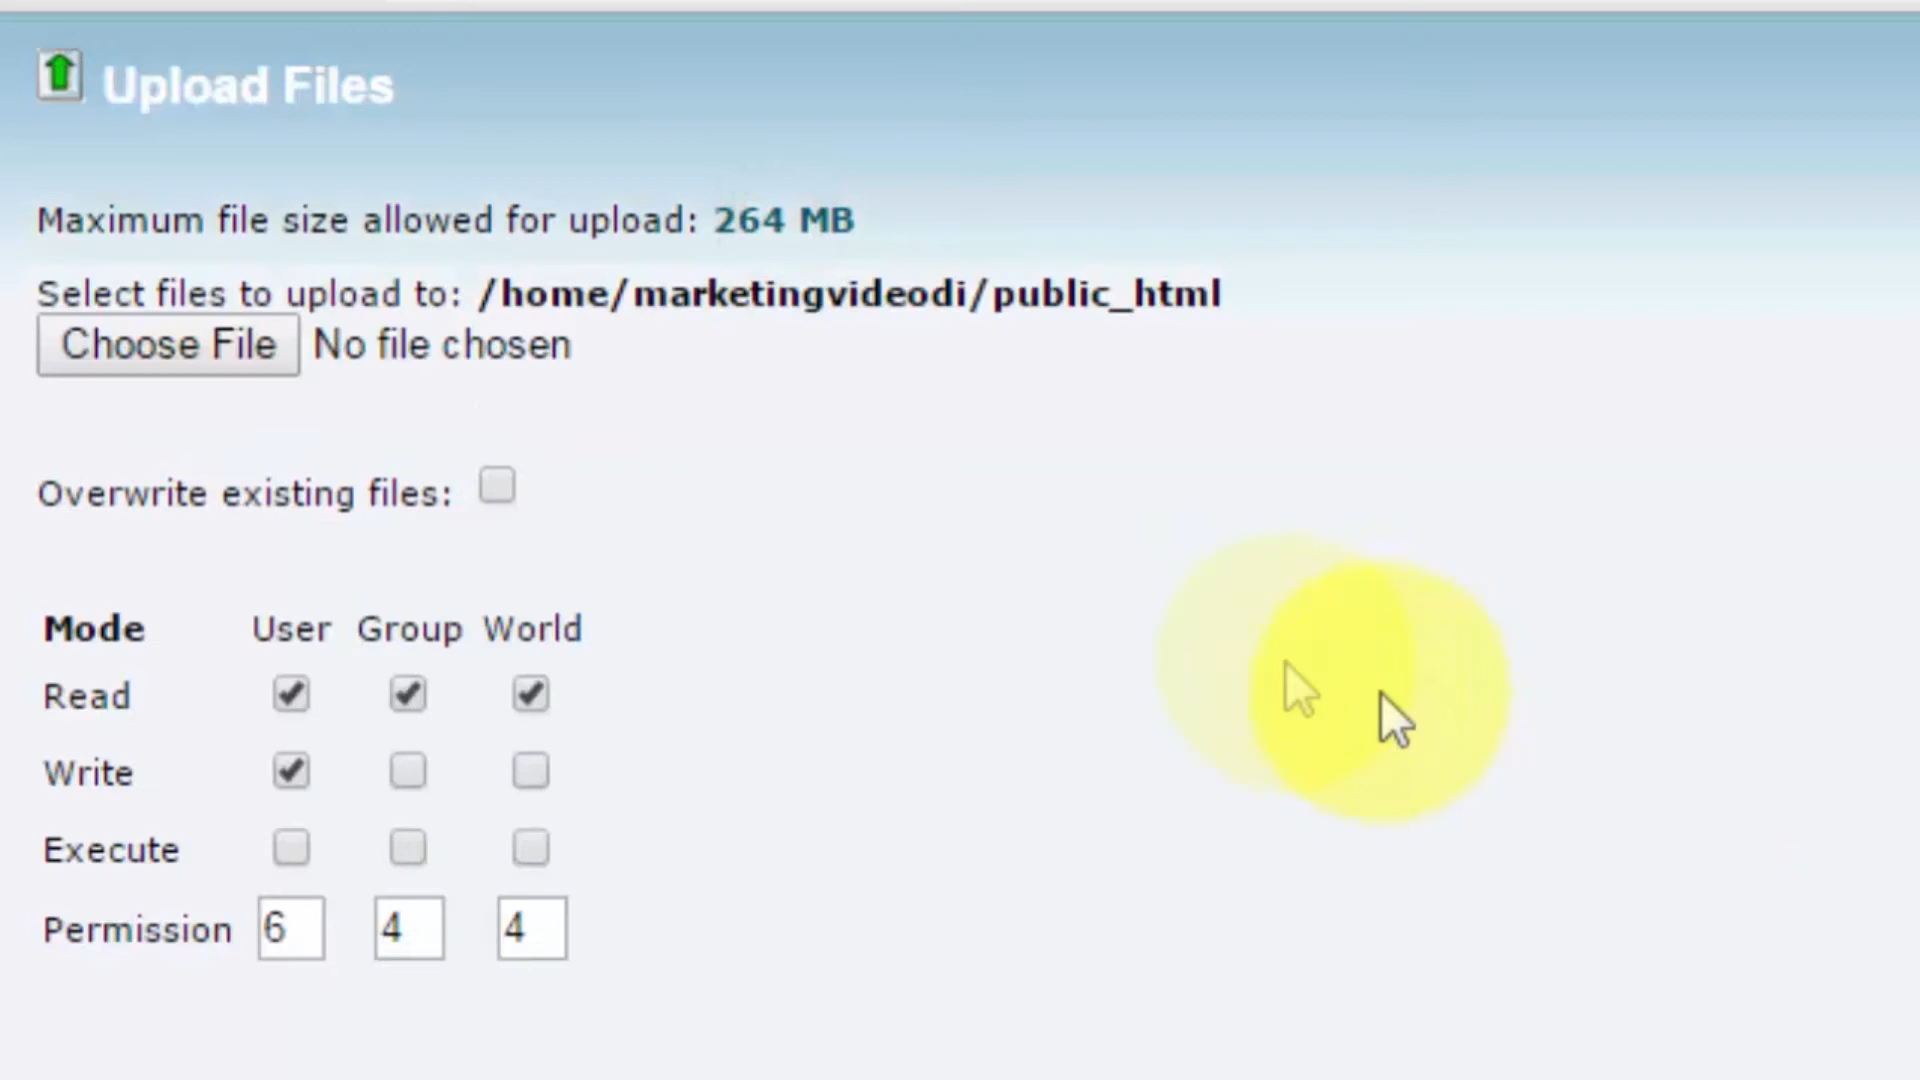 Upload Files
Maximum file size allowed for upload: 264 MB
Select files to upload to: /home/marketingvideodi/public_html
Choose File No file chosen
Overwrite existing files:
Mode User Group World
Read
Write
Execute
Permission 6 4 4